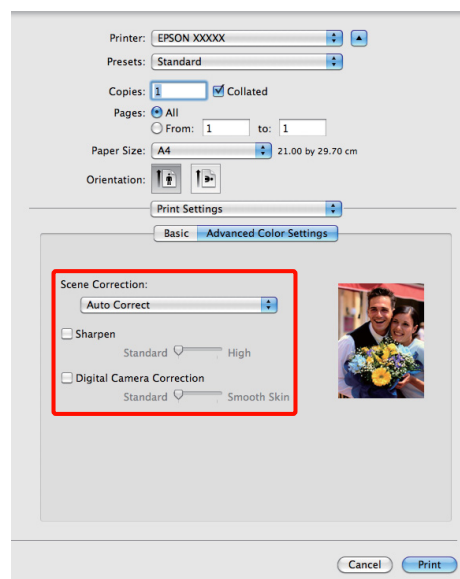 Printer: EPSON XXXXX
Presets: Standard
Copies: 1 Collated
Pages: All
From: 1 to: 1
Paper Size: A4 21.00 by 29.70 cm
Orientation:
Print Settings
Basic Advanced Color Settings
Scene Correction:
Auto Correct
Sharpen
Standard High
Digital Camera Correction
Standard Smooth Skin
Cancel Print